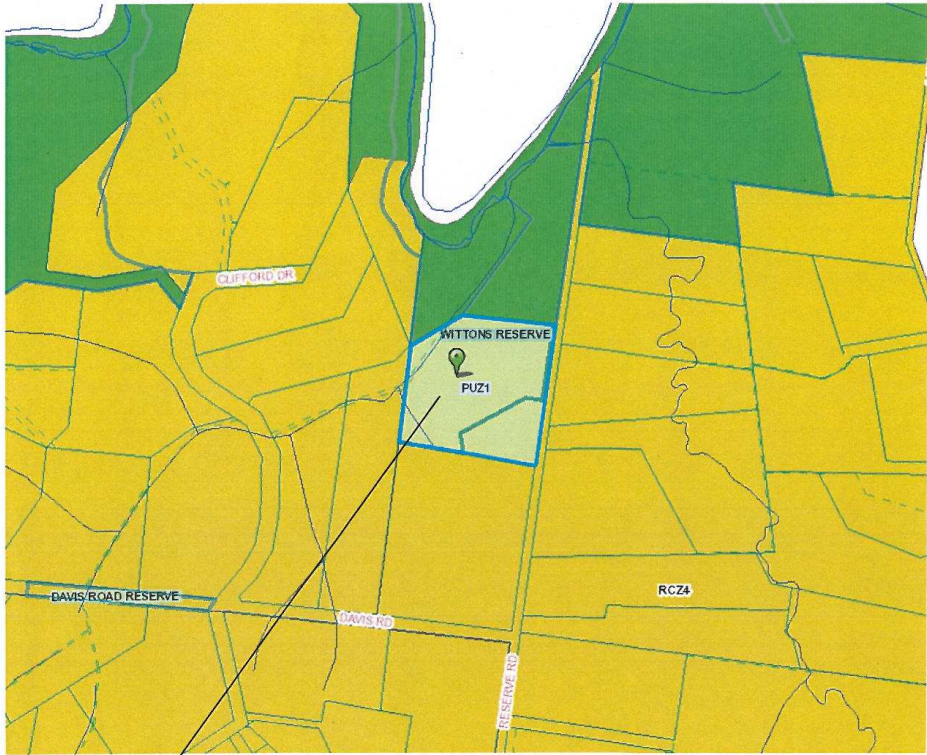 CLIFFORD DR
WITTONS RESERVE
PUZ1
RCZ4
DAVIS ROAD RESERVE
DAVIS RD
RESERVE RD